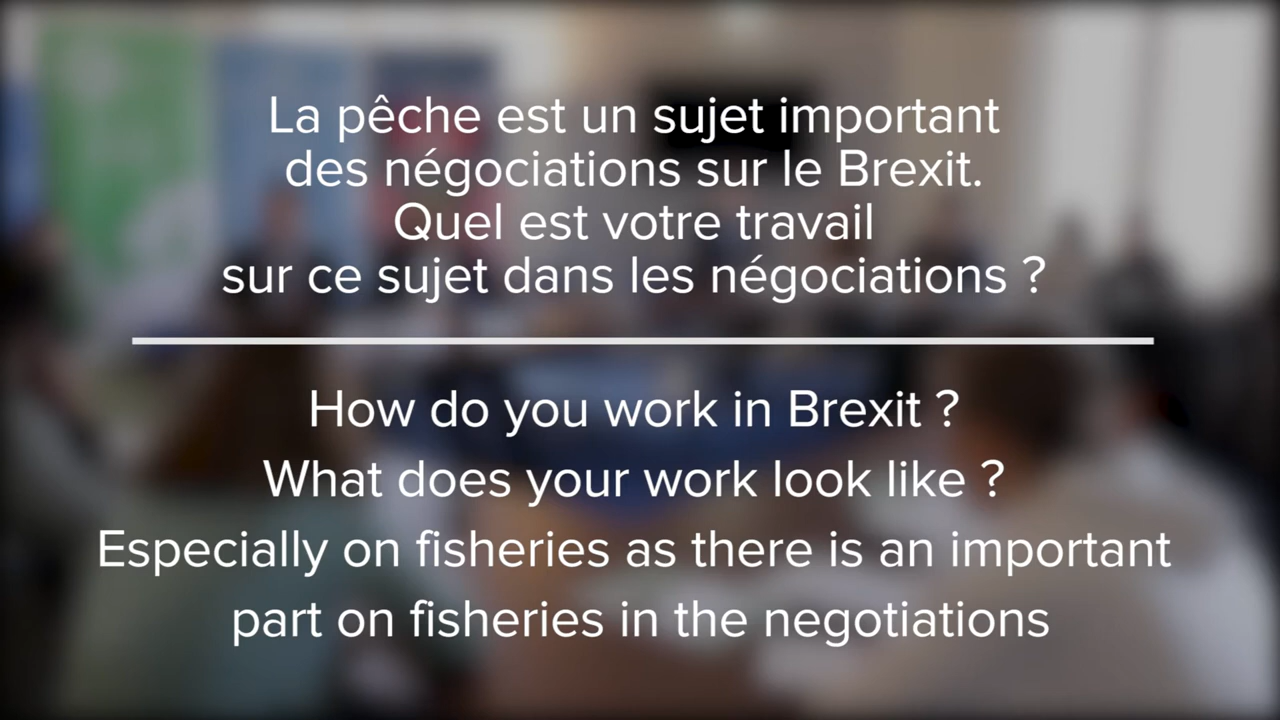 La pêche est un sujet important
des négociations sur le Brexit.
Quel est votre travail
sur ce sujet dans les négociations ?
How do you work in Brexit ?
What does your work look like ?
Especially on fisheries as there is an important
part on fisheries in the negotiations